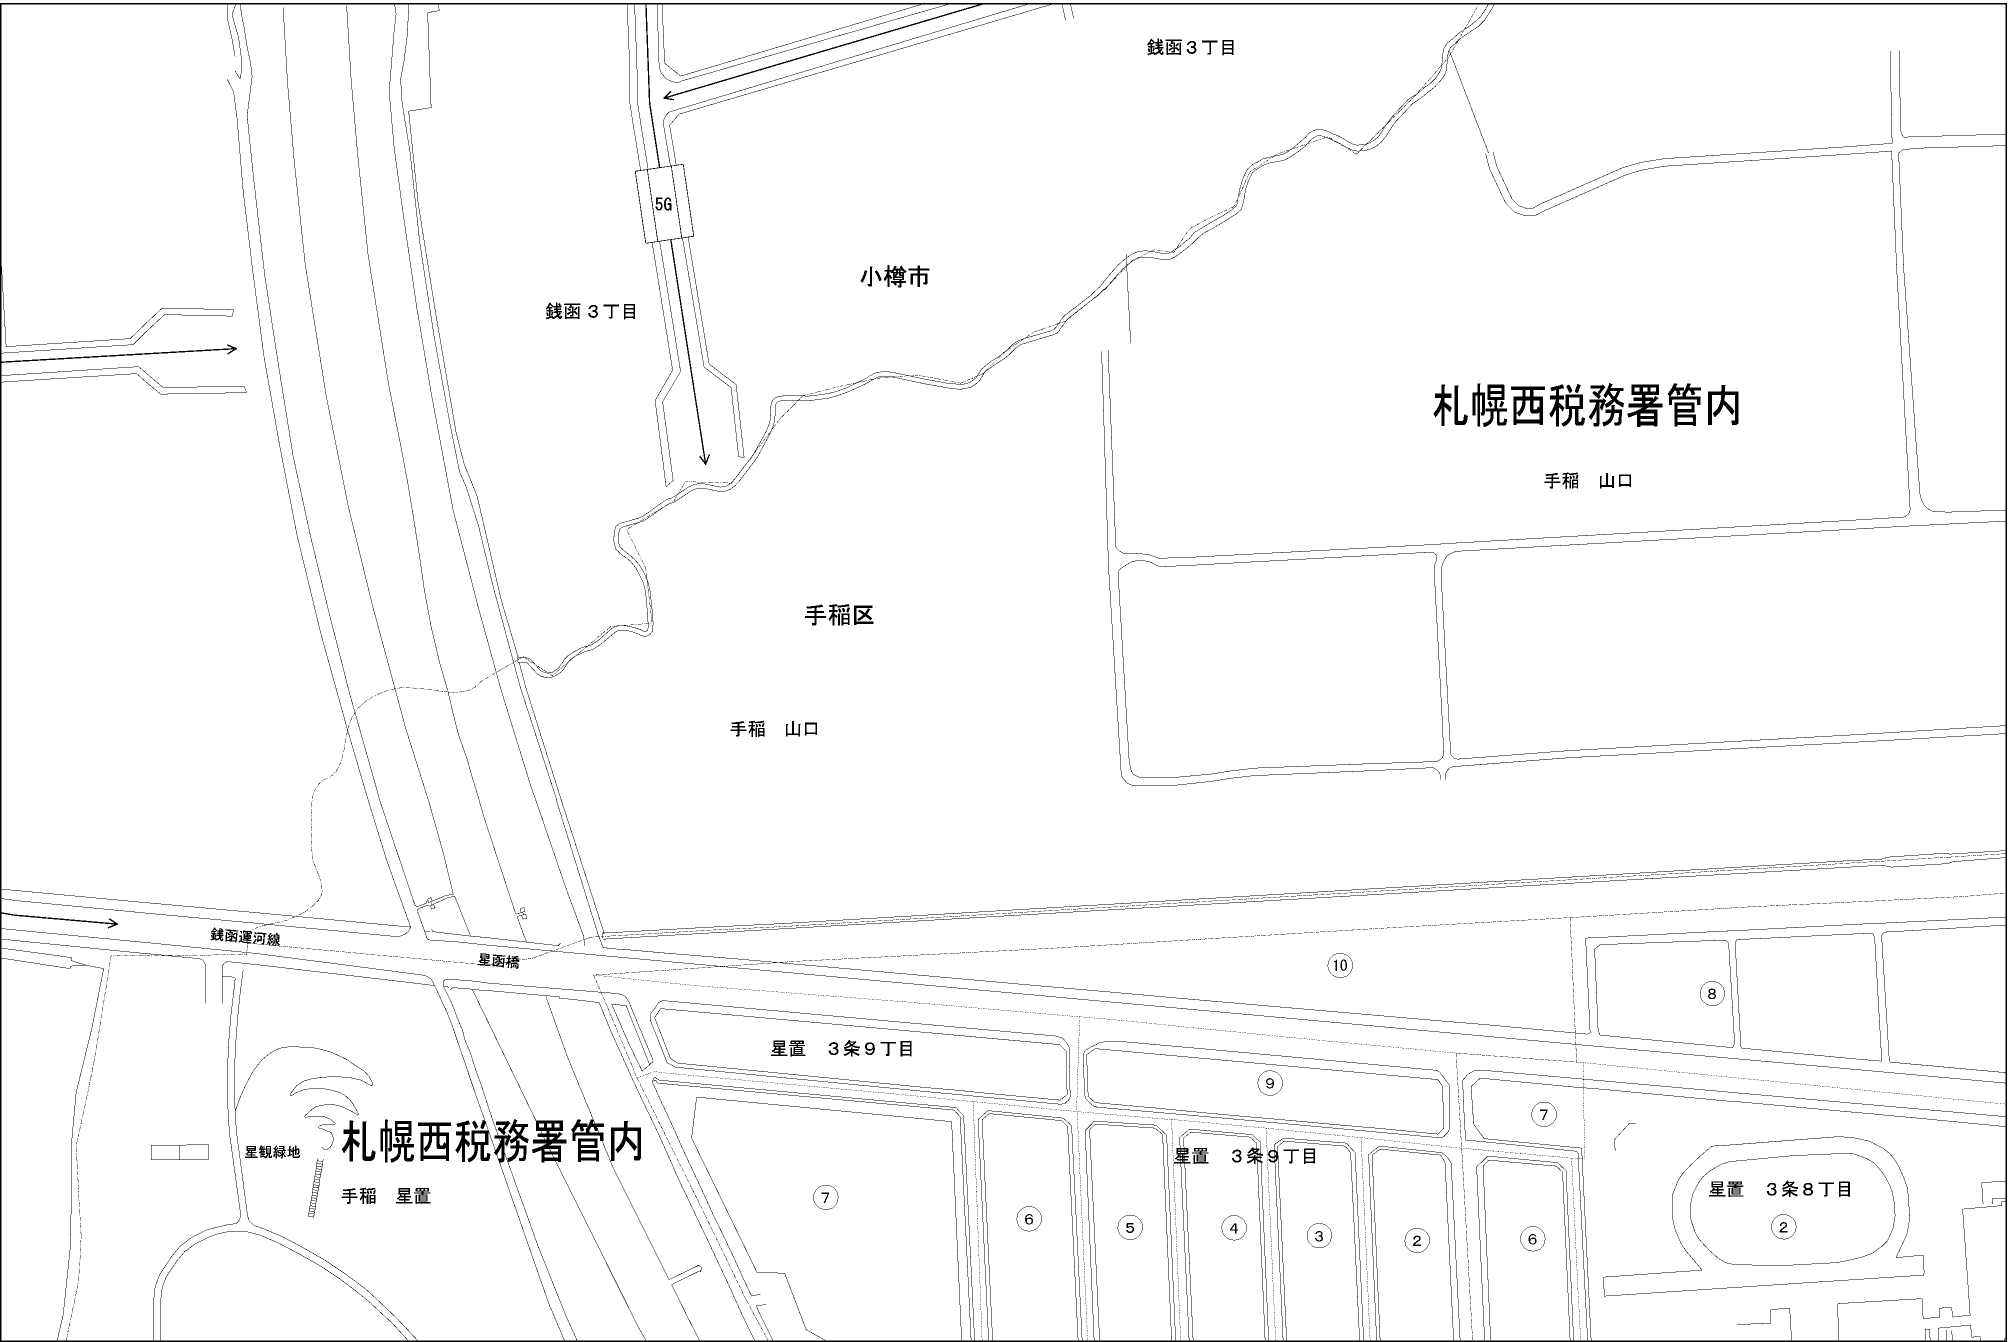 銭函３丁目
5G
小樽市
銭函３丁目
札幌西税務署管内
手稲　山口
手稲区
手稲　山口
銭函運河線
星函橋
10
8
星置　３条９丁目
9
7
札幌西税務署管内
星観緑地
星置　３条９丁目
手稲　星置
7
6
5
4
3
2
6
星置　３条８丁目
2